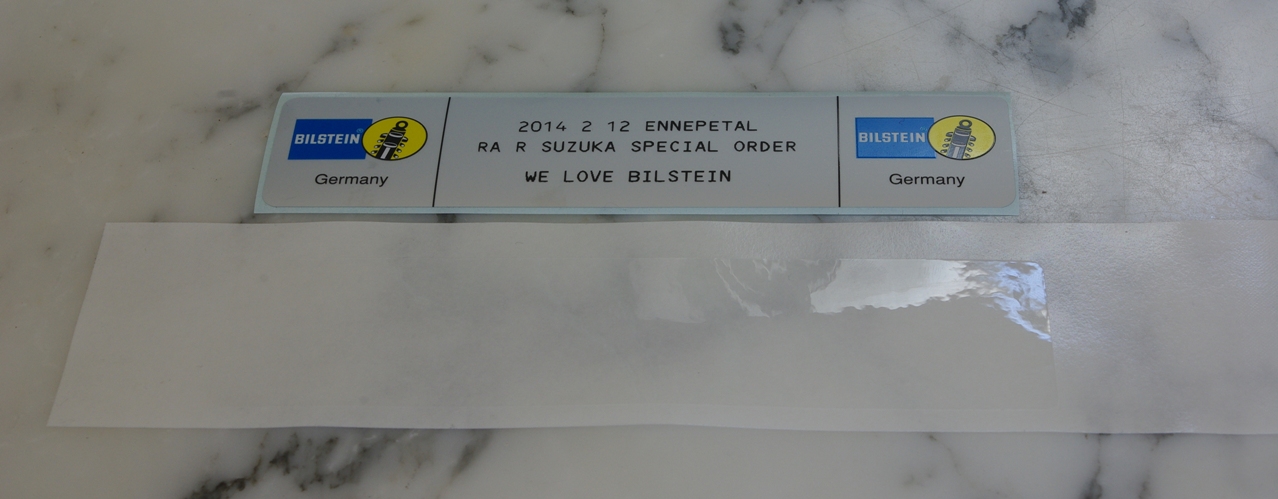 BILSTEIN®
Germany
2014 2 12 ENNEPETAL
RA R SUZUKA SPECIAL ORDER
WE LOVE BILSTEIN
BILSTEIN®
Germany